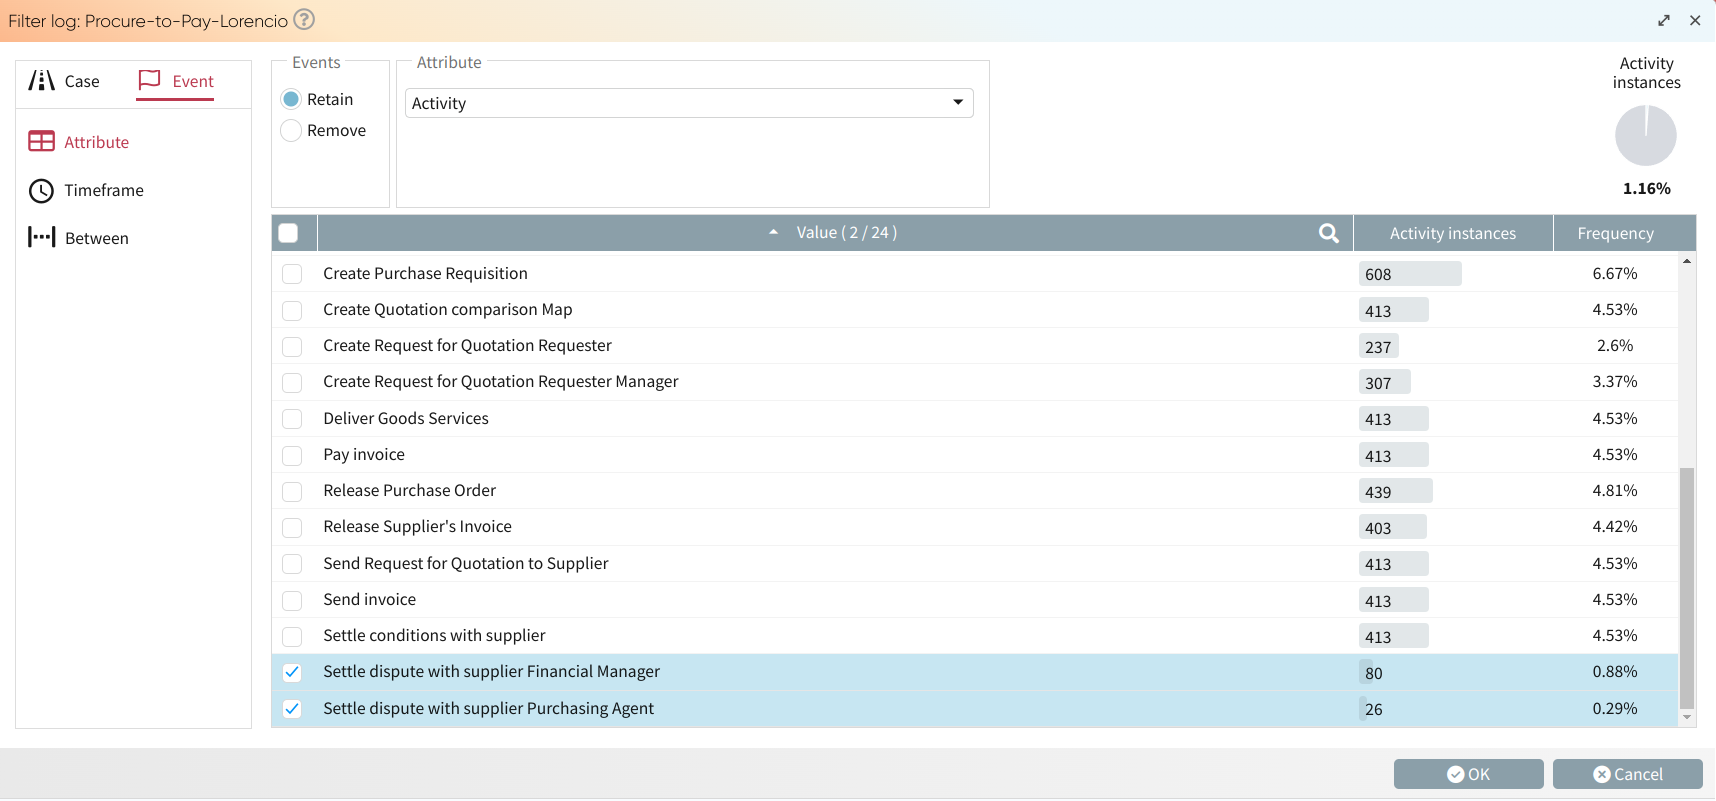 Filter log: Procure-to-Pay-Lorencio ?
Case Event
Attribute
Timeframe
Between
Events
Retain
Remove
Attribute
Activity
Activity
instances
1.16%
Value ( 2 / 24 ) Activity instances Frequency
Create Purchase Requisition 608 6.67%
Create Quotation comparison Map 413 4.53%
Create Request for Quotation Requester 237 2.6%
Create Request for Quotation Requester Manager 307 3.37%
Deliver Goods Services 413 4.53%
Pay invoice 413 4.53%
Release Purchase Order 439 4.81%
Release Supplier's Invoice 403 4.42%
Send Request for Quotation to Supplier 413 4.53%
Send invoice 413 4.53%
Settle conditions with supplier 413 4.53%
Settle dispute with supplier Financial Manager 80 0.88%
Settle dispute with supplier Purchasing Agent 26 0.29%
OK Cancel